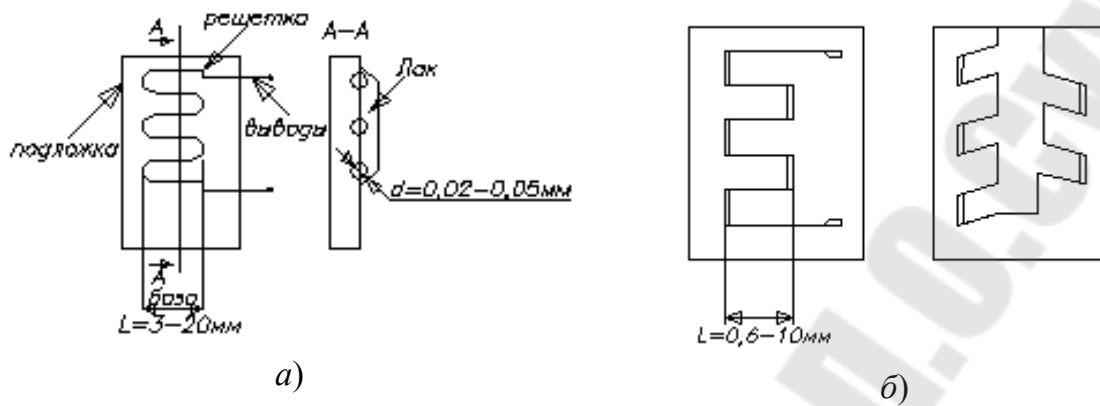 А
решетка
А–А
Лак
подложка
выводы
d=0,02–0,05мм
А
база
L=3–20мм
L=0,6–10мм
а)
б)